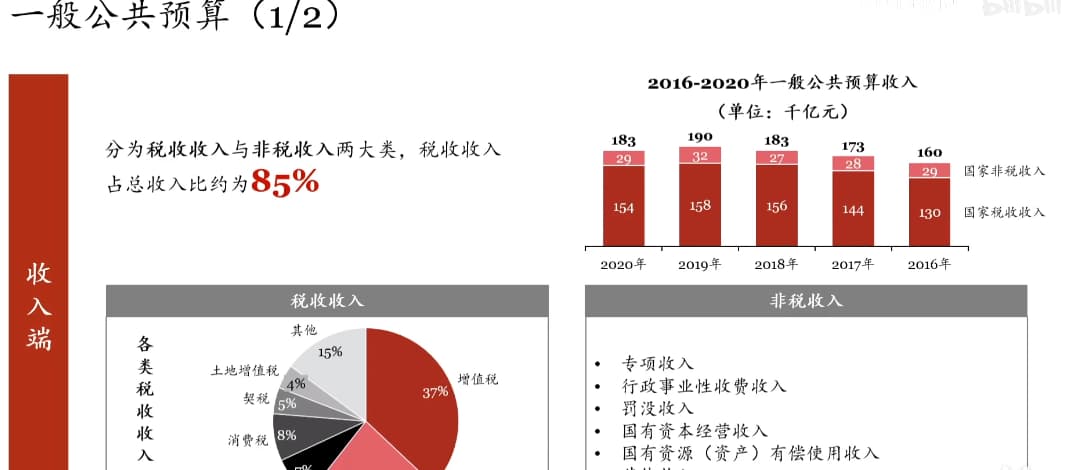 一般公共预算（1/2）
bilibili
收入端
分为税收收入与非税收入两大类，税收收入
占总收入比约为85%
2016-2020年一般公共预算收入
（单位：千亿元）
183 190 183 173 160
29 32 27 28 29 国家非税收入
154 158 156 144 130 国家税收收入
2020年 2019年 2018年 2017年 2016年
税收收入
各类税收收入
其他 15%
土地增值税 4%
契税 5%
消费税 8%
37% 增值税
非税收入
• 专项收入
• 行政事业性收费收入
• 罚没收入
• 国有资本经营收入
• 国有资源（资产）有偿使用收入